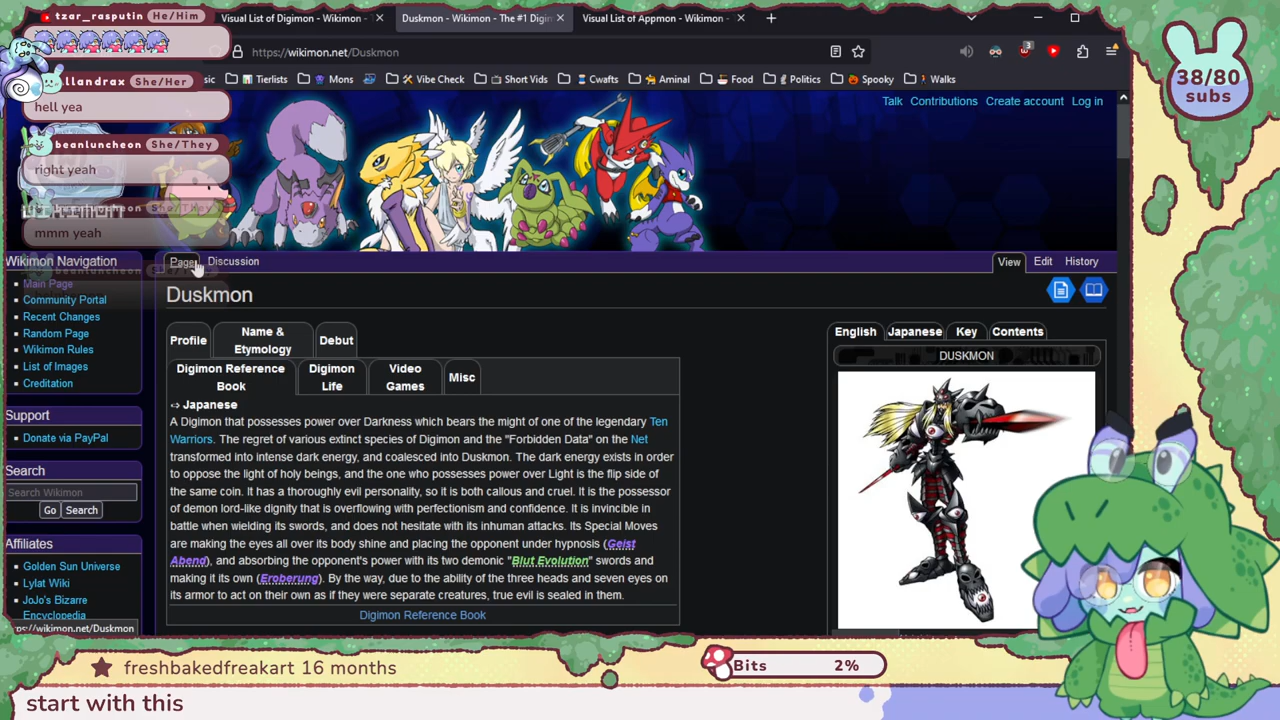 tzar_rasputin He/Him
llandrax She/Her
hell yea
beanluncheon She/They
right yeah
beanluncheon She/They
mmm yeah
Visual List of Digimon - Wikimon -
Duskmon - Wikimon - The #1 Digi
Visual List of Appmon - Wikimon -
https://wikimon.net/Duskmon
Tierlists
Mons
Vibe Check
Short Vids
Cwafts
Aminal
Food
Politics
Spooky
Walks
38/80
subs
Talk Contributions Create account Log in
Page Discussion
View Edit History
Wikimon Navigation
Main Page
Community Portal
Recent Changes
Random Page
Wikimon Rules
List of Images
Creditation
Support
Donate via PayPal
Search
Search Wikimon
Go Search
Affiliates
Golden Sun Universe
Lylat Wiki
JoJo's Bizarre
Encyclopedia
ps://wikimon.net/Duskmon
Duskmon
Profile
Name &
Etymology
Debut
Digimon Reference
Book
Digimon
Life
Video
Games
Misc
⇨ Japanese
A Digimon that possesses power over Darkness which bears the might of one of the legendary Ten
Warriors. The regret of various extinct species of Digimon and the "Forbidden Data" on the Net
transformed into intense dark energy, and coalesced into Duskmon. The dark energy exists in order
to oppose the light of holy beings, and the one who possesses power over Light is the flip side of
the same coin. It has a thoroughly evil personality, so it is both callous and cruel. It is the possessor
of demon lord-like dignity that is overflowing with perfectionism and confidence. It is invincible in
battle when wielding its swords, and does not hesitate with its inhuman attacks. Its Special Moves
are making the eyes all over its body shine and placing the opponent under hypnosis (Geist
Abend), and absorbing the opponent's power with its two demonic "Blut Evolution" swords and
making it its own (Eroberung). By the way, due to the ability of the three heads and seven eyes on
its armor to act on their own as if they were separate creatures, true evil is sealed in them.
Digimon Reference Book
English Japanese Key Contents
DUSKMON
freshbakedfreakart 16 months
Bits 2%
start with this